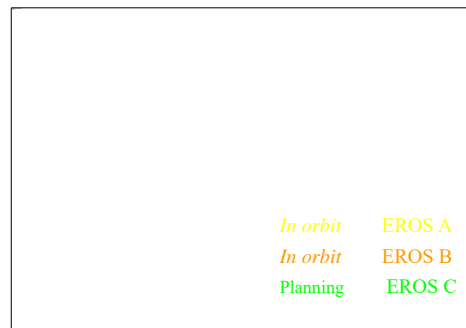 In orbit EROS A
In orbit EROS B
Planning EROS C